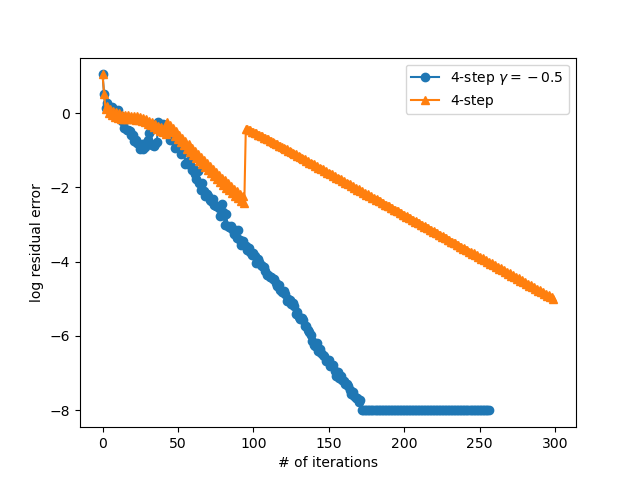 4-step γ = −0.5
4-step
log residual error
0
−2
−4
−6
−8
0 50 100 150 200 250 300
# of iterations